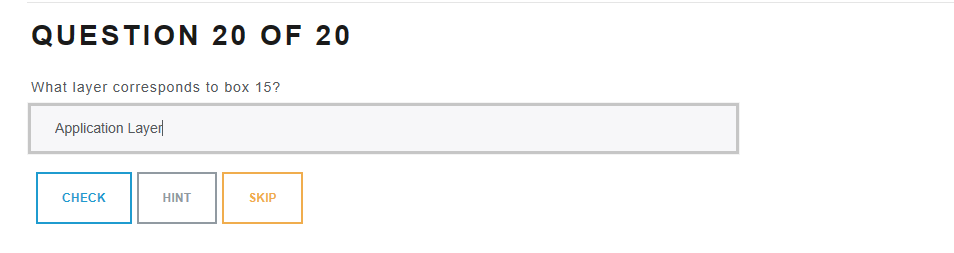 QUESTION 20 OF 20
What layer corresponds to box 15?
Application Layer
CHECK HINT SKIP